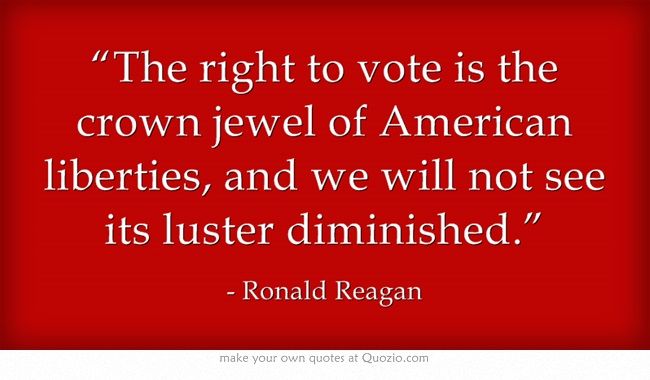 “The right to vote is the
crown jewel of American
liberties, and we will not see
its luster diminished.”
- Ronald Reagan
make your own quotes at Quozio.com